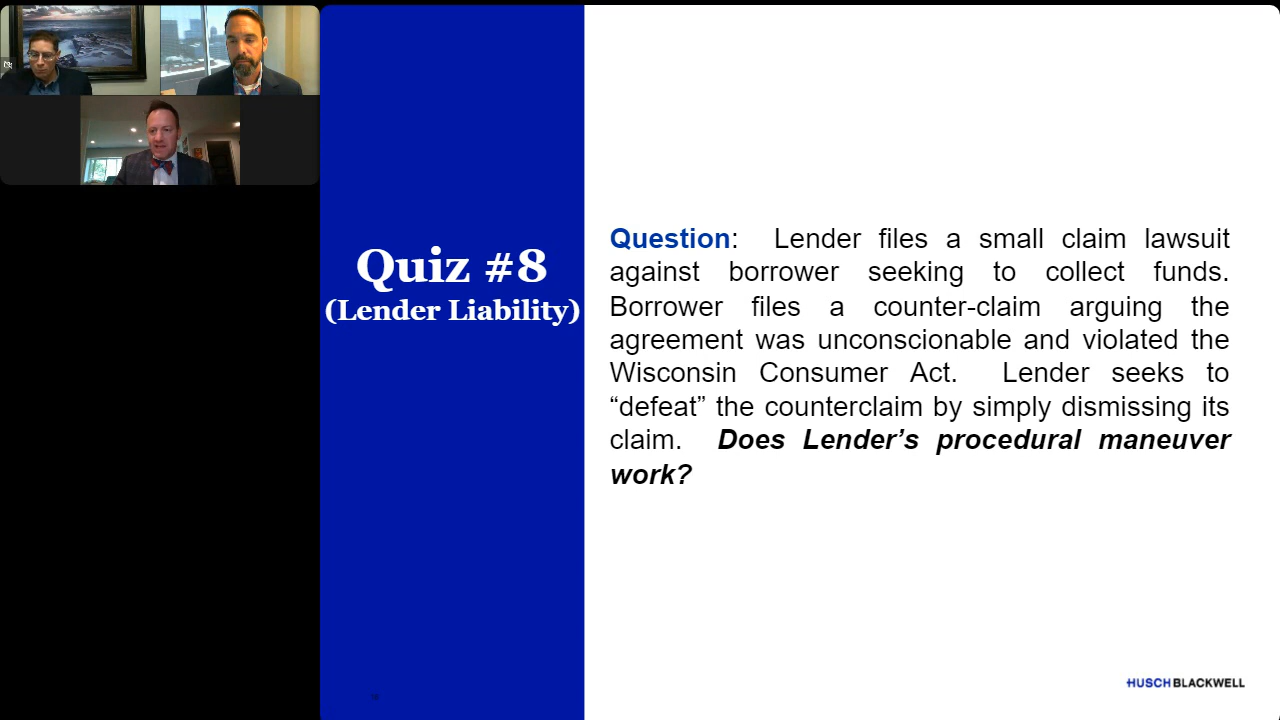 Quiz #8
(Lender Liability)
Question: Lender files a small claim lawsuit
against borrower seeking to collect funds.
Borrower files a counter-claim arguing the
agreement was unconscionable and violated the
Wisconsin Consumer Act. Lender seeks to
“defeat” the counterclaim by simply dismissing its
claim. Does Lender’s procedural maneuver
work?
HUSCH BLACKWELL